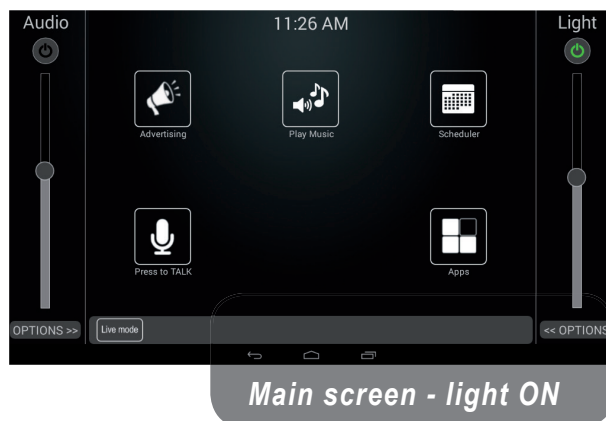 Audio
11:26 AM
Light
Advertising
Play Music
Scheduler
Press to TALK
Apps
OPTIONS >>
Live mode
<< OPTIONS
Main screen - light ON